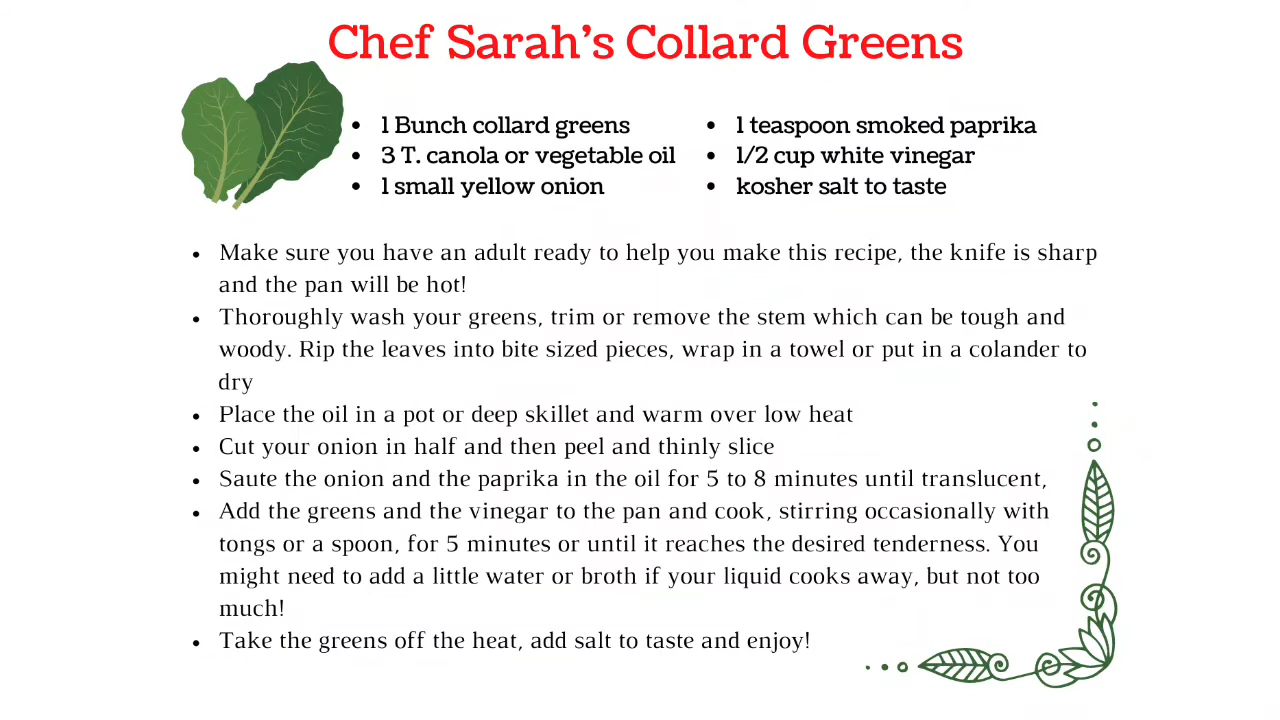 Chef Sarah's Collard Greens
• 1 Bunch collard greens
• 3 T. canola or vegetable oil
• 1 small yellow onion
• 1 teaspoon smoked paprika
• 1/2 cup white vinegar
• kosher salt to taste
• Make sure you have an adult ready to help you make this recipe, the knife is sharp
and the pan will be hot!
• Thoroughly wash your greens, trim or remove the stem which can be tough and
woody. Rip the leaves into bite sized pieces, wrap in a towel or put in a colander to
dry
• Place the oil in a pot or deep skillet and warm over low heat
• Cut your onion in half and then peel and thinly slice
• Saute the onion and the paprika in the oil for 5 to 8 minutes until translucent,
• Add the greens and the vinegar to the pan and cook, stirring occasionally with
tongs or a spoon, for 5 minutes or until it reaches the desired tenderness. You
might need to add a little water or broth if your liquid cooks away, but not too
much!
• Take the greens off the heat, add salt to taste and enjoy!